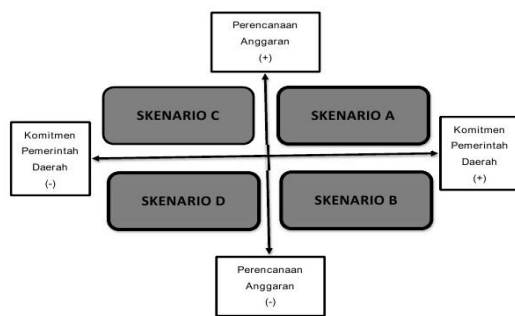 Perencanaan
Anggaran
(+)
SKENARIO C
SKENARIO A
Komitmen
Pemerintah
Daerah
(-)
Komitmen
Pemerintah
Daerah
(+)
SKENARIO D
SKENARIO B
Perencanaan
Anggaran
(-)